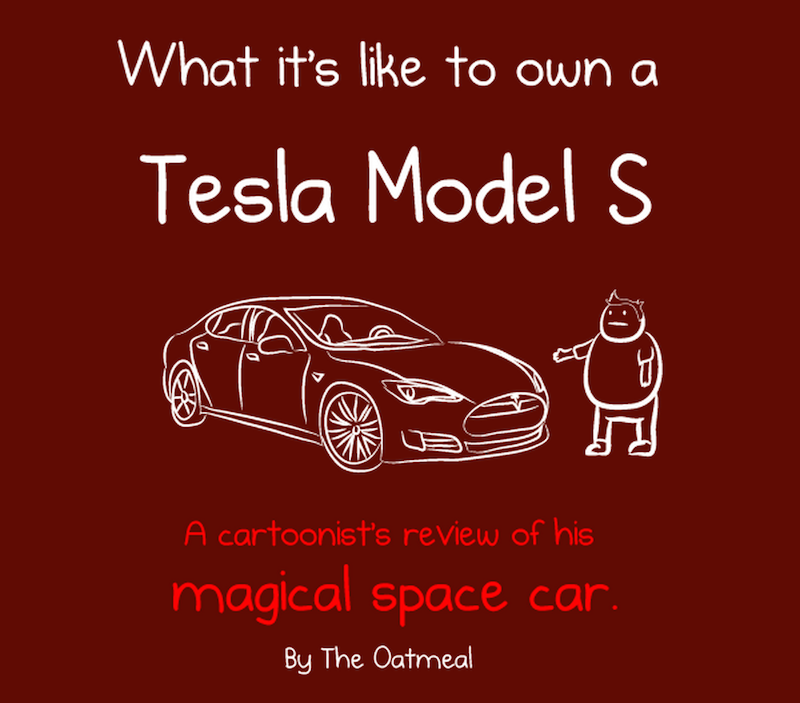 What it's like to own a
Tesla Model S
A cartoonist's review of his
magical space car.
By The Oatmeal